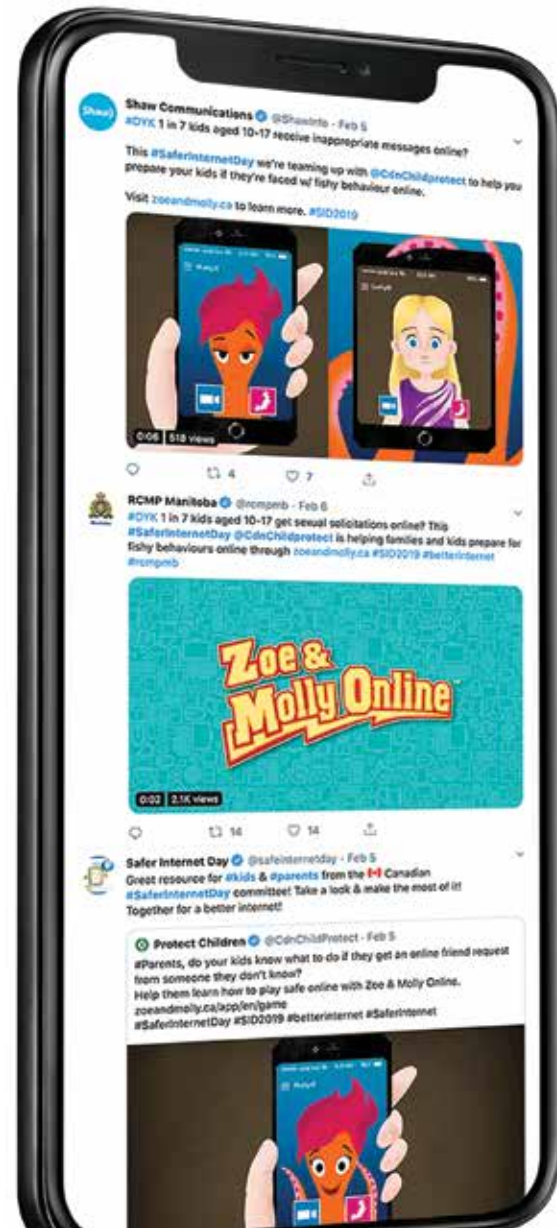 Shaw)
Shaw Communications @ShawInfo - Feb 5
#DYK 1 in 7 kids aged 10-17 receive inappropriate messages online?
This #SaferInternetDay we're teaming up with @CdnChildprotect to help you
prepare your kids if they're faced w/ fishy behaviour online.
Visit zoeandmolly.ca to learn more. #SID2019
0:06 518 views
4 7
RCMP Manitoba @rcmpmb - Feb 6
#DYK 1 in 7 kids aged 10-17 get sexual solicitations online? This
#SaferInternetDay @CdnChildprotect is helping families and kids prepare for
fishy behaviours online through zoeandmolly.ca #SID2019 #betterinternet
#rcmpmb
Zoe &
Molly Online
0:02 2.1K views
14 14
Safer Internet Day @safeinternetday - Feb 5
Great resource for #kids & #parents from the Canadian
#SaferInternetDay committee! Take a look & make the most of it!
Together for a better internet!
Protect Children @CdnChildProtect - Feb 5
#Parents, do your kids know what to do if they get an online friend request
from someone they don't know?
Help them learn how to play safe online with Zoe & Molly Online.
zoeandmolly.ca/app/en/game
#SaferInternetDay #SID2019 #betterinternet #SaferInternet